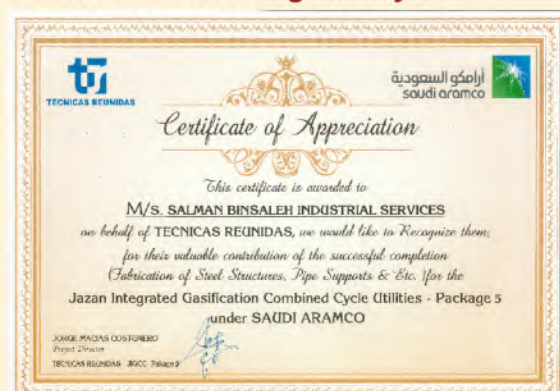 TECNICAS REUNIDAS
أرامكو السعودية
saudi aramco
Certificate of Appreciation
This certificate is awarded to
M/S. SALMAN BINSALEH INDUSTRIAL SERVICES
on behalf of TECNICAS REUNIDAS, we would like to Recognize them,
for their valuable contribution of the successful completion
(Fabrication of Steel Structures, Pipe Supports & Etc. )for the
Jazan Integrated Gasification Combined Cycle Utilities - Package 5
under SAUDI ARAMCO
JORGE MACIAS COSTUMERO
Project Director
TECNICAS REUNIDAS JIGCC- Pakage 5